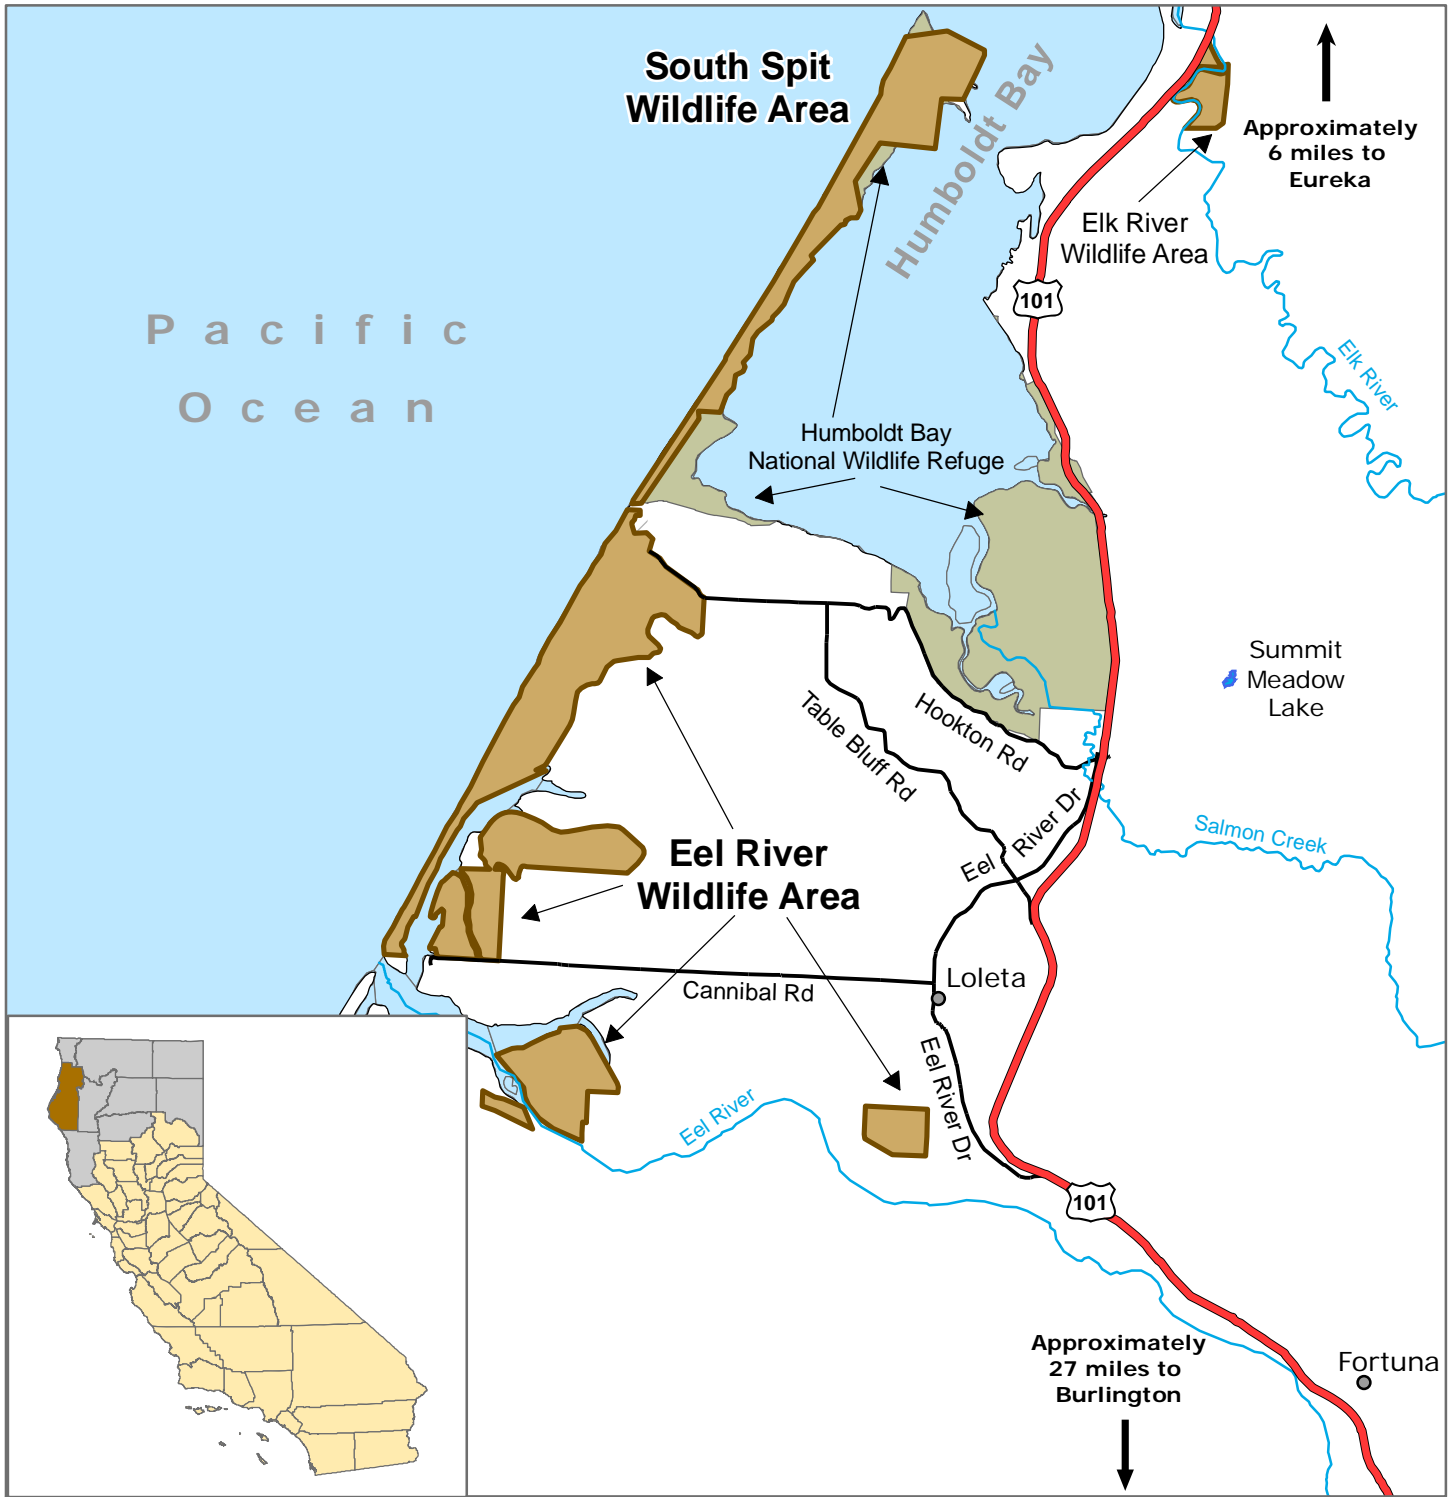 South Spit
Wildlife Area
Humboldt Bay
Approximately
6 miles to
Eureka
Elk River
Wildlife Area
101
Pacific
Ocean
Elk River
Humboldt Bay
National Wildlife Refuge
Summit
Meadow
Lake
Table Bluff Rd
Hookton Rd
Eel River Dr
Salmon Creek
Eel River
Wildlife Area
Loleta
Cannibal Rd
Eel River Dr
Eel River
101
Approximately
27 miles to
Burlington
Fortuna